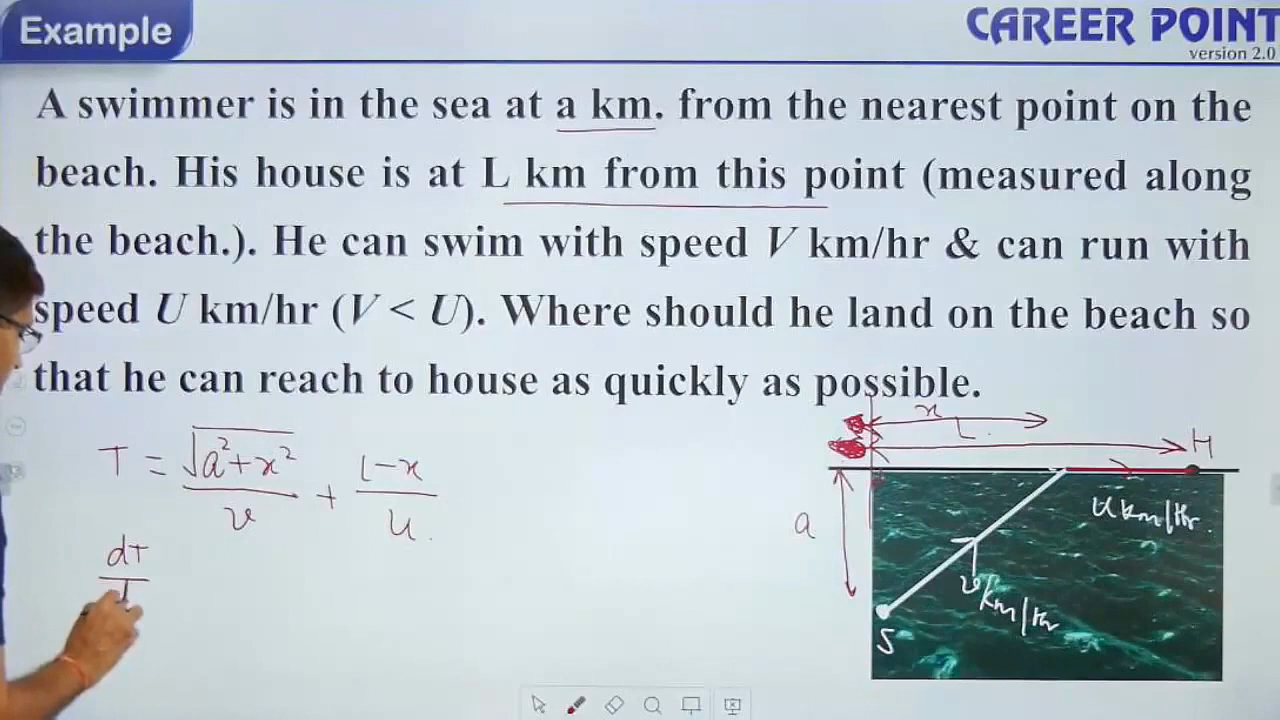 Example
CAREER POINT
version 2.0
A swimmer is in the sea at a km. from the nearest point on the
beach. His house is at L km from this point (measured along
the beach.). He can swim with speed V km/hr & can run with
speed U km/hr (V < U). Where should he land on the beach so
that he can reach to house as quickly as possible.
T = √(a²+x²)/v + (L-x)/u
dT
x
L
H
a
u km/hr
v km/hr
S